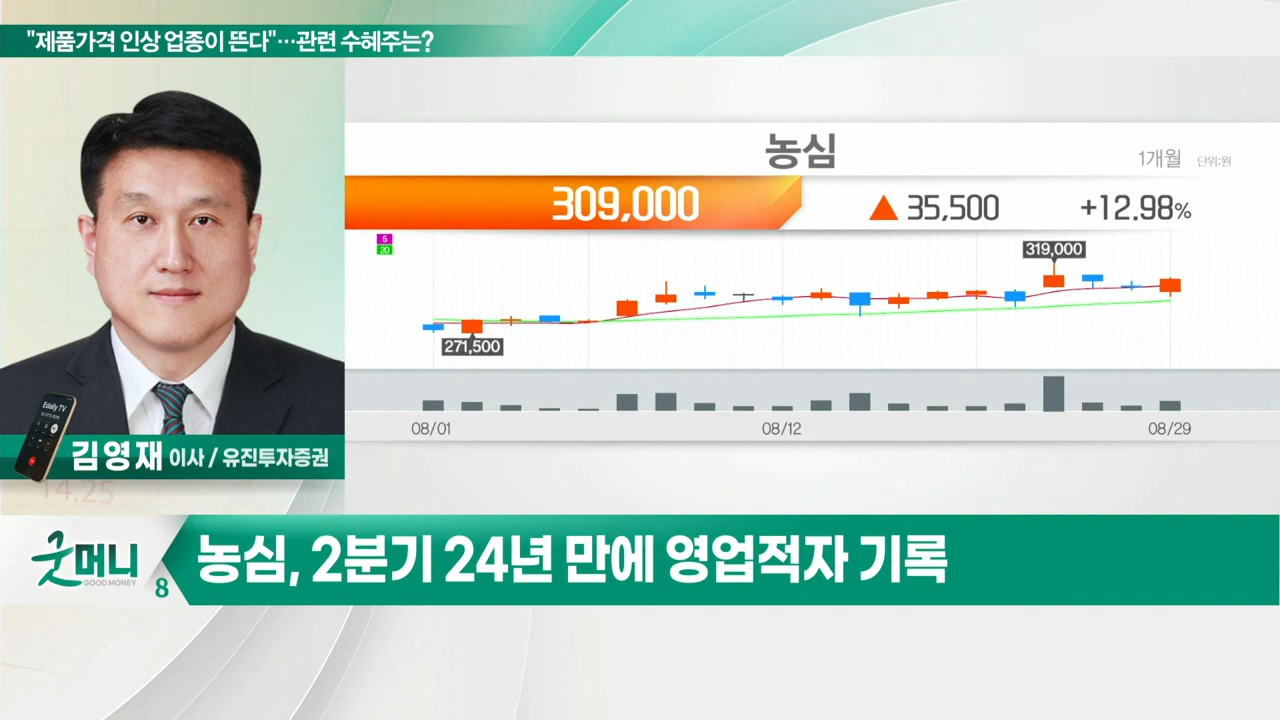 "제품가격 인상 업종이 뜬다"…관련 수혜주는?
농심
1개월 단위:원
309,000 ▲ 35,500 +12.98%
5
20
319,000
271,500
08/01 08/12 08/29
Edaily TV
김영재 이사 / 유진투자증권
14.25
굿머니
GOOD MONEY
8
농심, 2분기 24년 만에 영업적자 기록